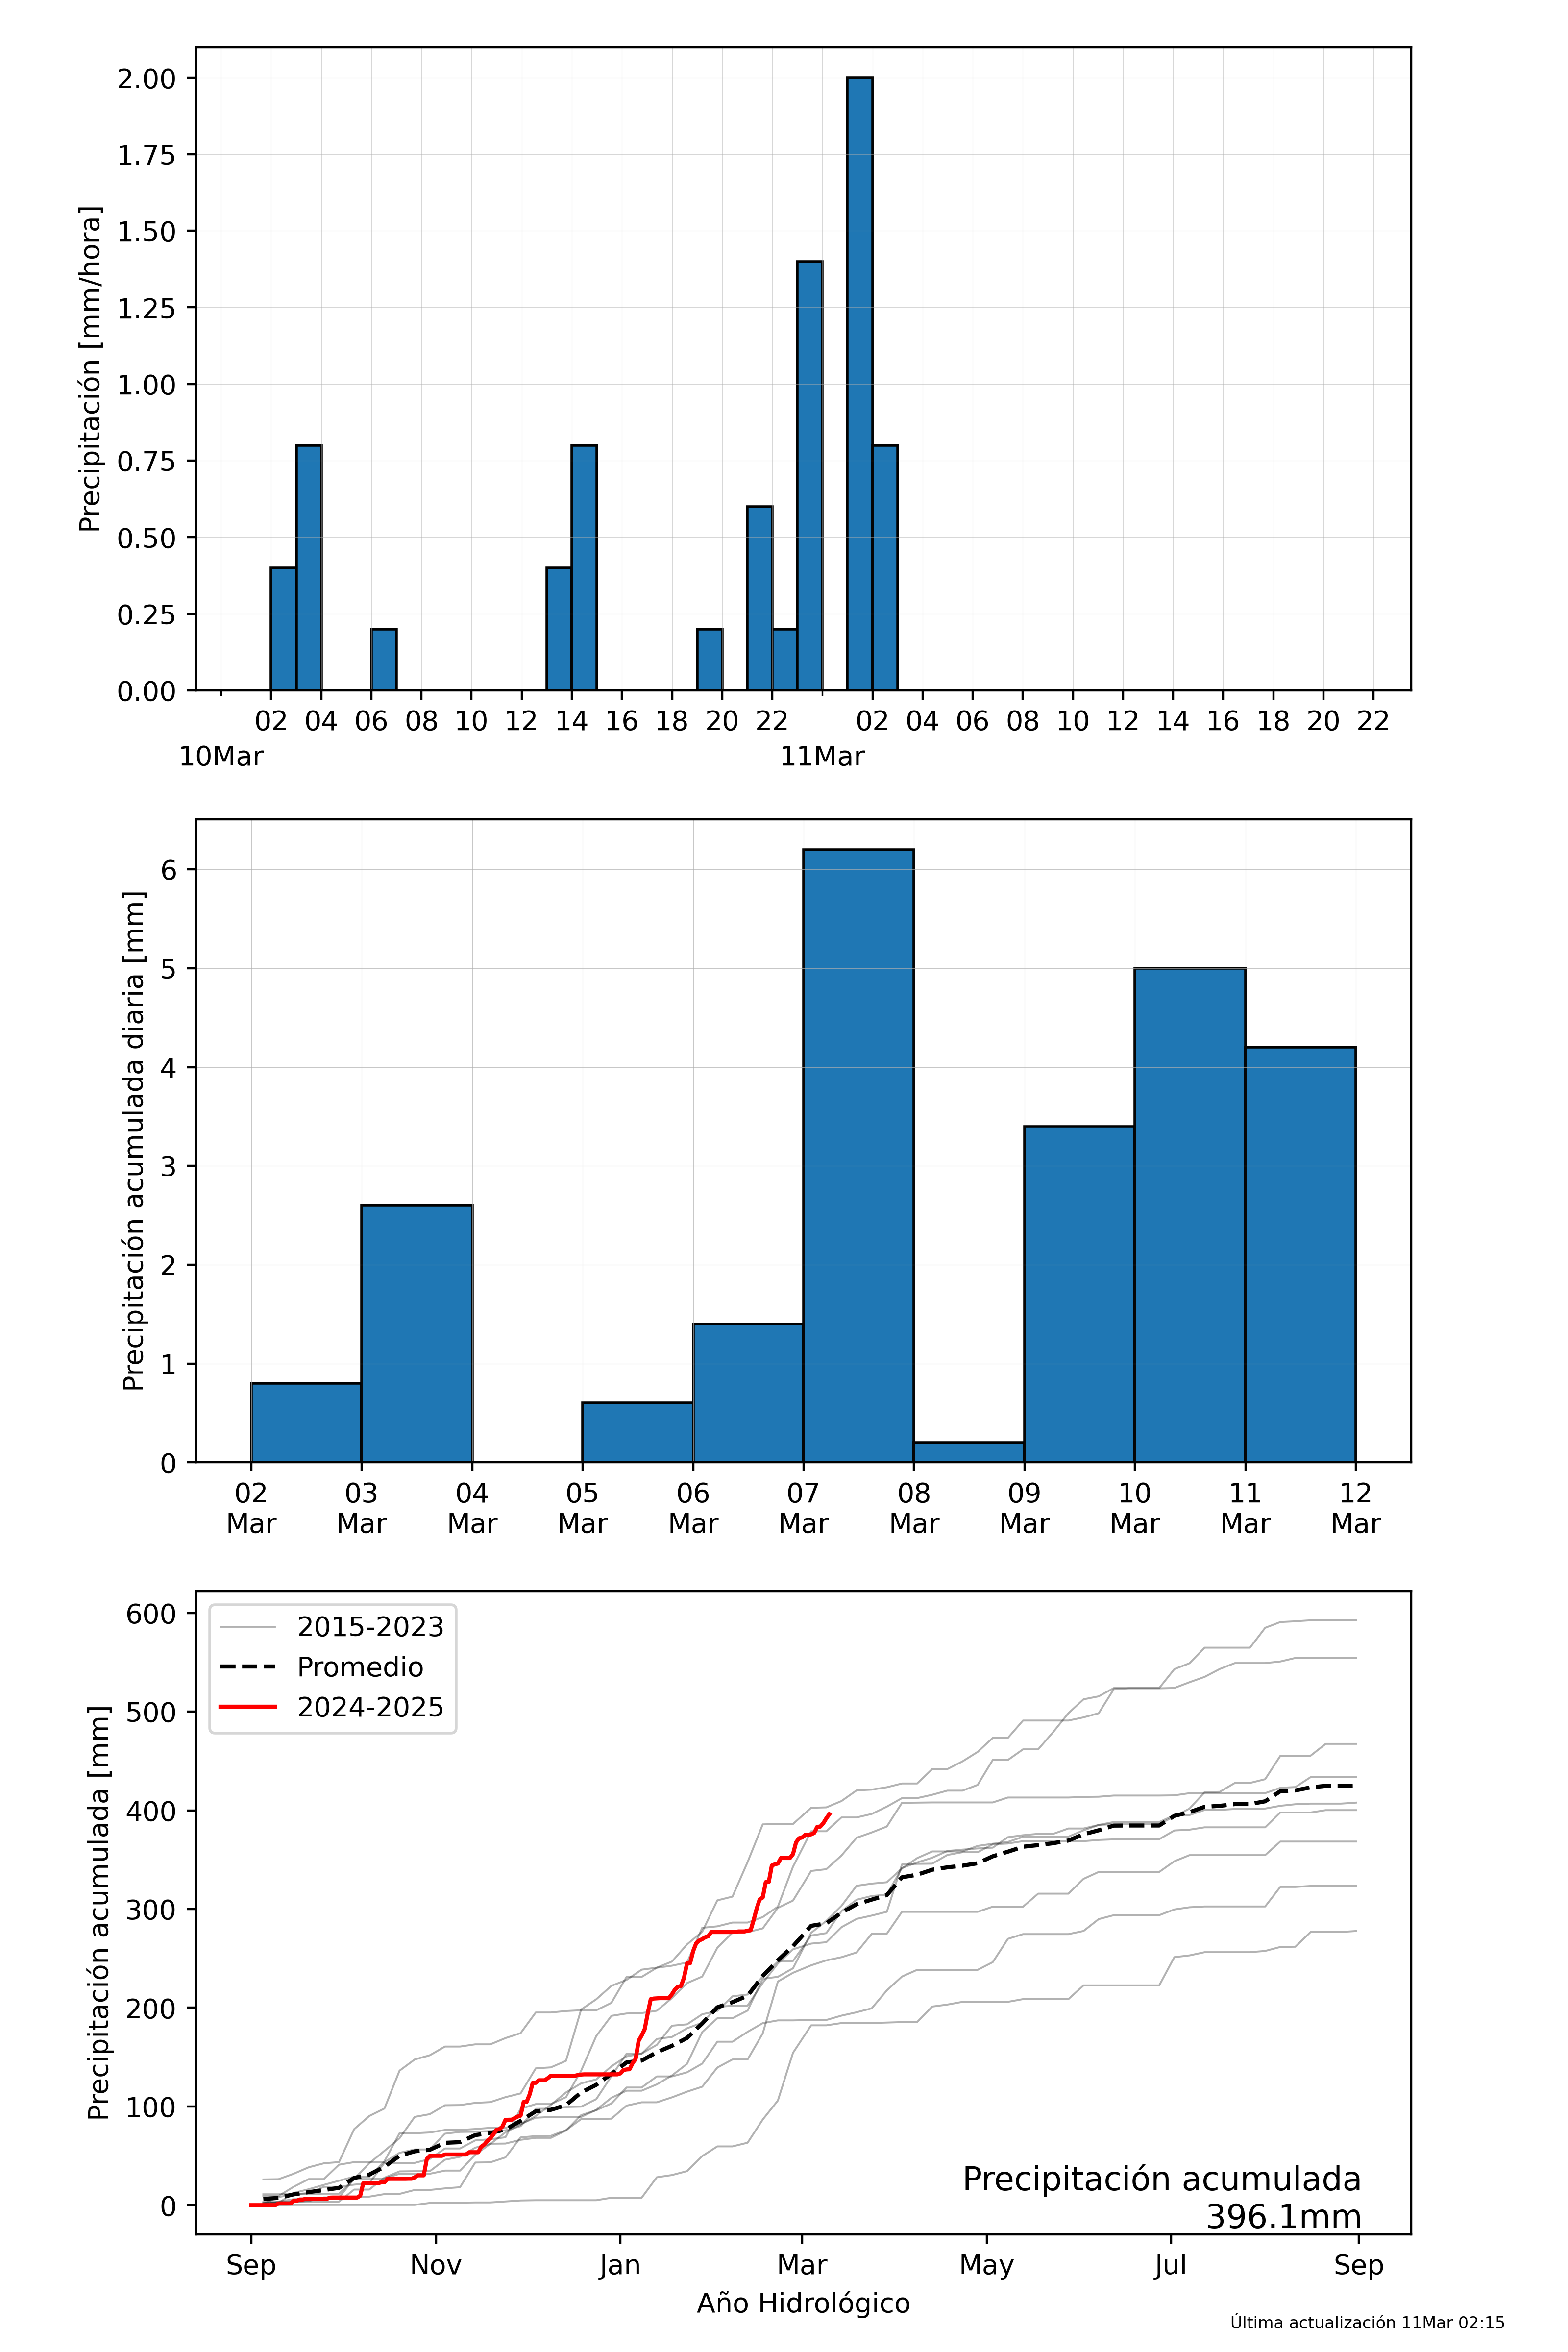 2.00
1.75
1.50
1.25
1.00
0.75
0.50
0.25
0.00
Precipitación [mm/hora]
02 04 06 08 10 12 14 16 18 20 22 02 04 06 08 10 12 14 16 18 20 22
10Mar 11Mar
6
5
4
3
2
1
0
Precipitación acumulada diaria [mm]
02 03 04 05 06 07 08 09 10 11 12
Mar Mar Mar Mar Mar Mar Mar Mar Mar Mar Mar
600
500
400
300
200
100
0
Precipitación acumulada [mm]
2015-2023
Promedio
2024-2025
Precipitación acumulada
396.1mm
Sep Nov Jan Mar May Jul Sep
Año Hidrológico
Última actualización 11Mar 02:15